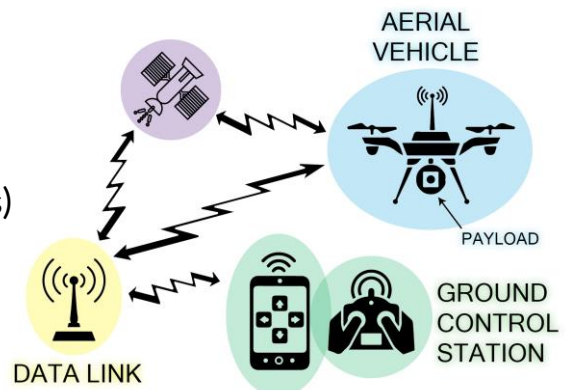 AERIAL
VEHICLE
s)
PAYLOAD
GROUND
CONTROL
STATION
DATA LINK